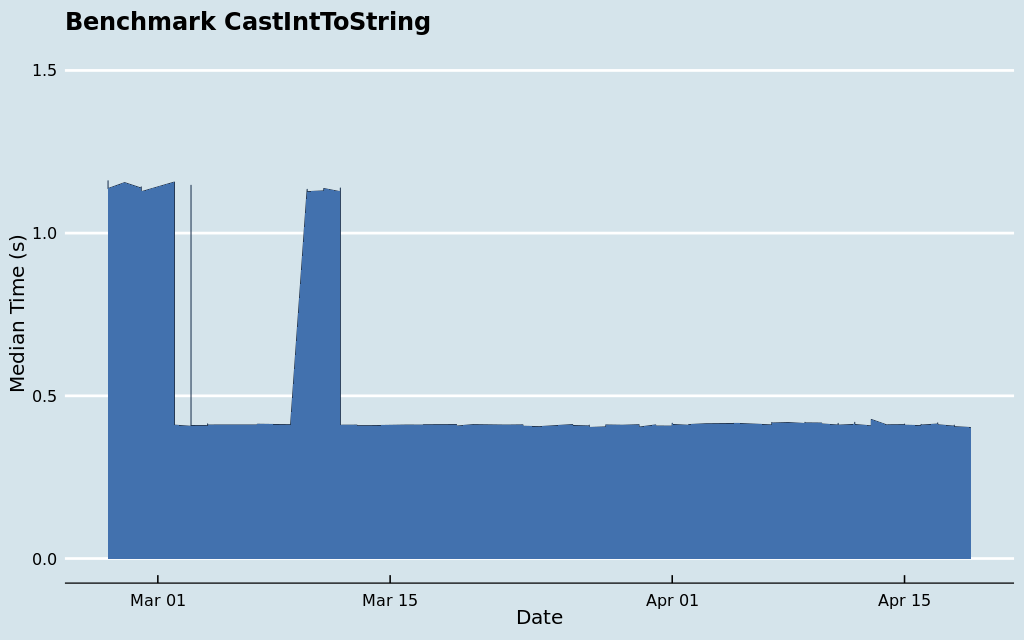 Benchmark CastIntToString
1.5
1.0
0.5
0.0
Median Time (s)
Mar 01
Mar 15
Apr 01
Apr 15
Date